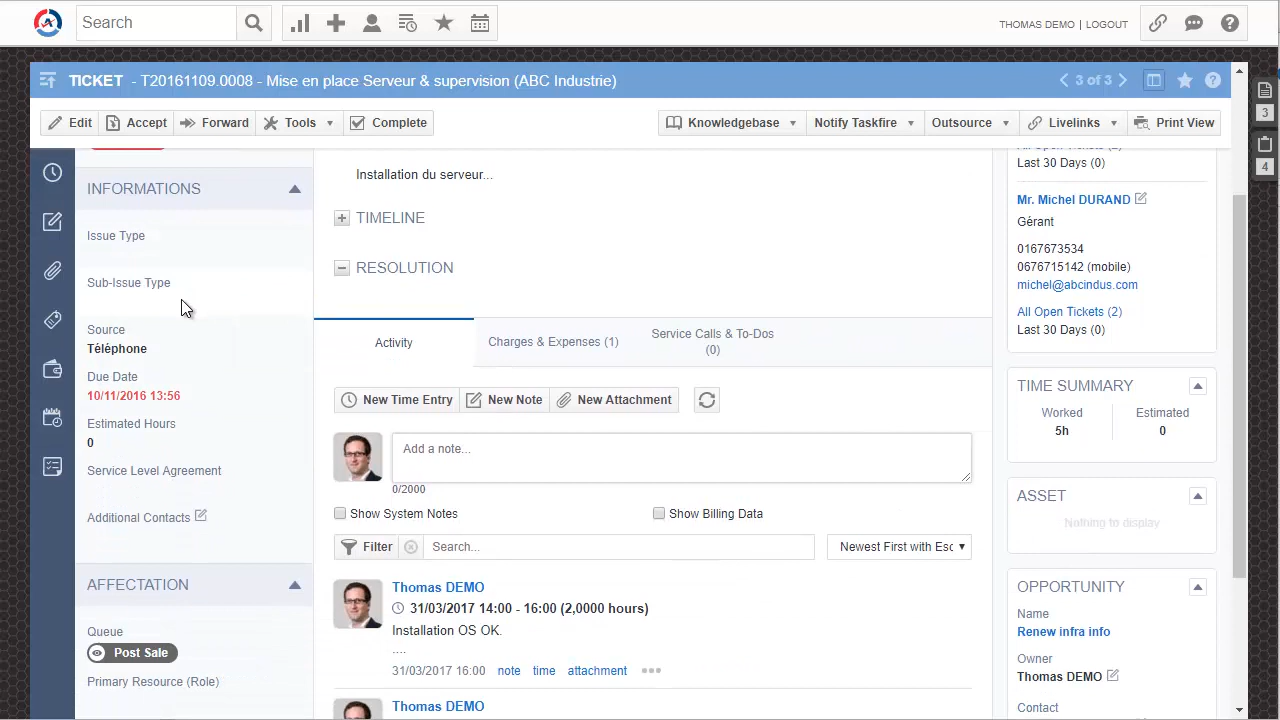 Search
THOMAS DEMO | LOGOUT
TICKET - T20161109.0008 - Mise en place Serveur & supervision (ABC Industrie)
3 of 3
Edit
Accept
Forward
Tools
Complete
Knowledgebase
Notify Taskfire
Outsource
Livelinks
Print View
3
4
INFORMATIONS
Issue Type
Sub-Issue Type
Source
Téléphone
Due Date
10/11/2016 13:56
Estimated Hours
0
Service Level Agreement
Additional Contacts
AFFECTATION
Queue
Post Sale
Primary Resource (Role)
Installation du serveur...
TIMELINE
RESOLUTION
Activity
Charges & Expenses (1)
Service Calls & To-Dos
(0)
New Time Entry
New Note
New Attachment
Add a note...
0/2000
Show System Notes
Show Billing Data
Filter
Search...
Newest First with Esc
Thomas DEMO
31/03/2017 14:00 - 16:00 (2,0000 hours)
Installation OS OK.
....
31/03/2017 16:00 note time attachment
Thomas DEMO
All Open Tickets (2)
Last 30 Days (0)
Mr. Michel DURAND
Gérant
0167673534
0676715142 (mobile)
michel@abcindus.com
All Open Tickets (2)
Last 30 Days (0)
TIME SUMMARY
Worked
5h
Estimated
0
ASSET
Nothing to display
OPPORTUNITY
Name
Renew infra info
Owner
Thomas DEMO
Contact